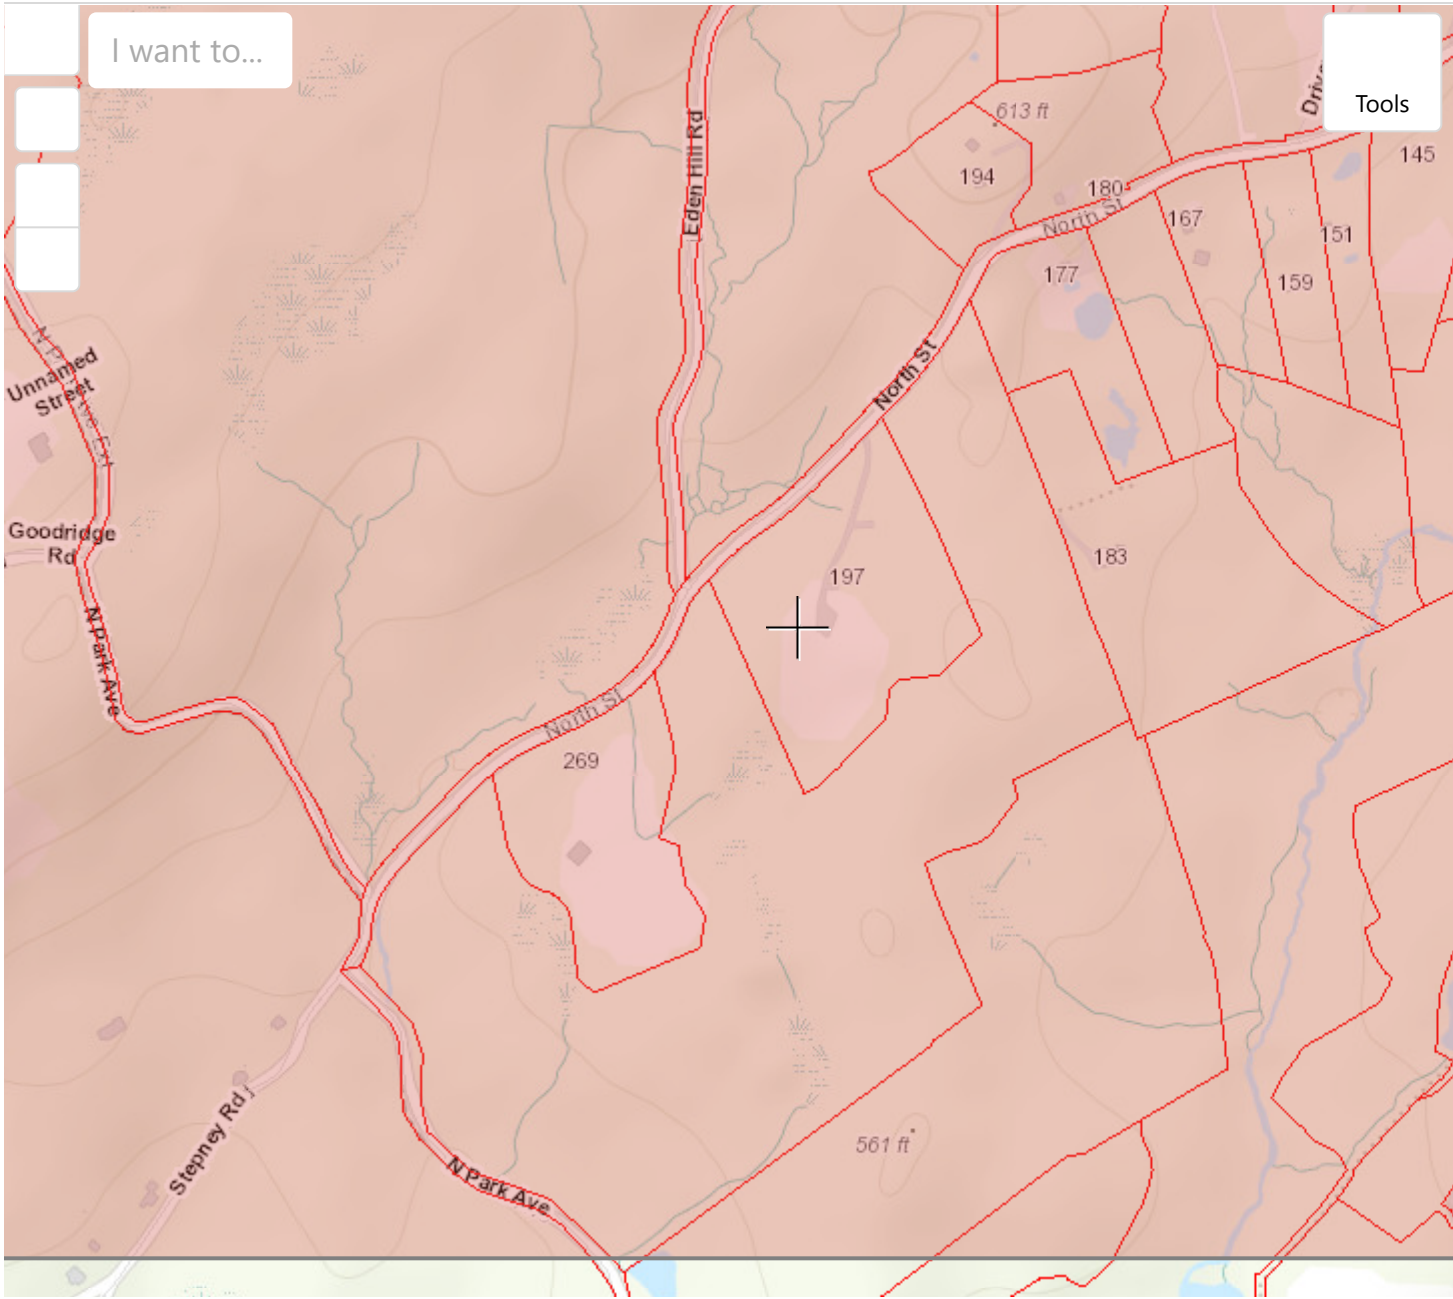 I want to...
Tools
Drive
613 ft
145
194
180
North St
167
151
177
159
Eden Hill Rd
North St
Unnamed
Street
Goodridge
Rd
183
197
N Park Ave
North St
269
561 ft
Stepney Rd
N Park Ave